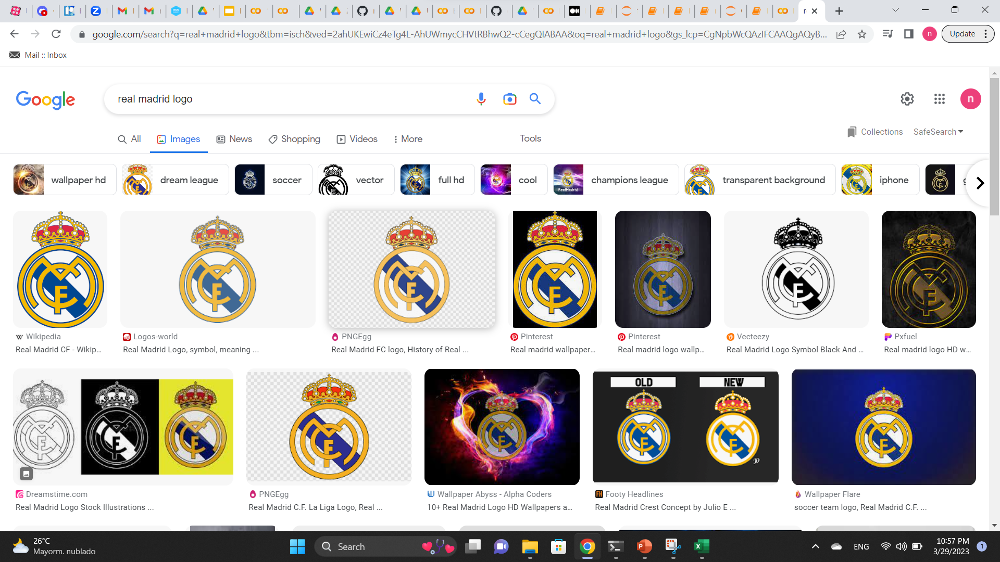 google.com/search?q=real+madrid+logo&tbm=isch&ved=2ahUKEwiCz4eTg4L-AhUWmycCHVtRBhwQ2-cCegQIABAA&oq=real+madrid+logo&gs_lcp=CgNpbWcQAzIFCAAQgAQyB...
n
Update
Mail :: Inbox
Google
real madrid logo
n
All
Images
News
Shopping
Videos
More
Tools
Collections
SafeSearch
wallpaper hd
dream league
soccer
vector
full hd
cool
RealMadrid
champions league
transparent background
iphone
W Wikipedia
Real Madrid CF - Wikip...
Logos-world
Real Madrid Logo, symbol, meaning ...
PNGEgg
Real Madrid FC logo, History of Real ...
Pinterest
Real madrid wallpaper...
Pinterest
Real madrid logo wallp...
Vecteezy
Real Madrid Logo Symbol Black And ...
Pxfuel
Real madrid logo HD w...
OLD
NEW
Dreamstime.com
Real Madrid Logo Stock Illustrations ...
PNGEgg
Real Madrid C.F. La Liga Logo, Real ...
Wallpaper Abyss - Alpha Coders
10+ Real Madrid Logo HD Wallpapers a...
FH Footy Headlines
Real Madrid Crest Concept by Julio E ...
Wallpaper Flare
soccer team logo, Real Madrid C.F. ...
26°C
Mayorm. nublado
Search
ENG
10:57 PM
3/29/2023
1